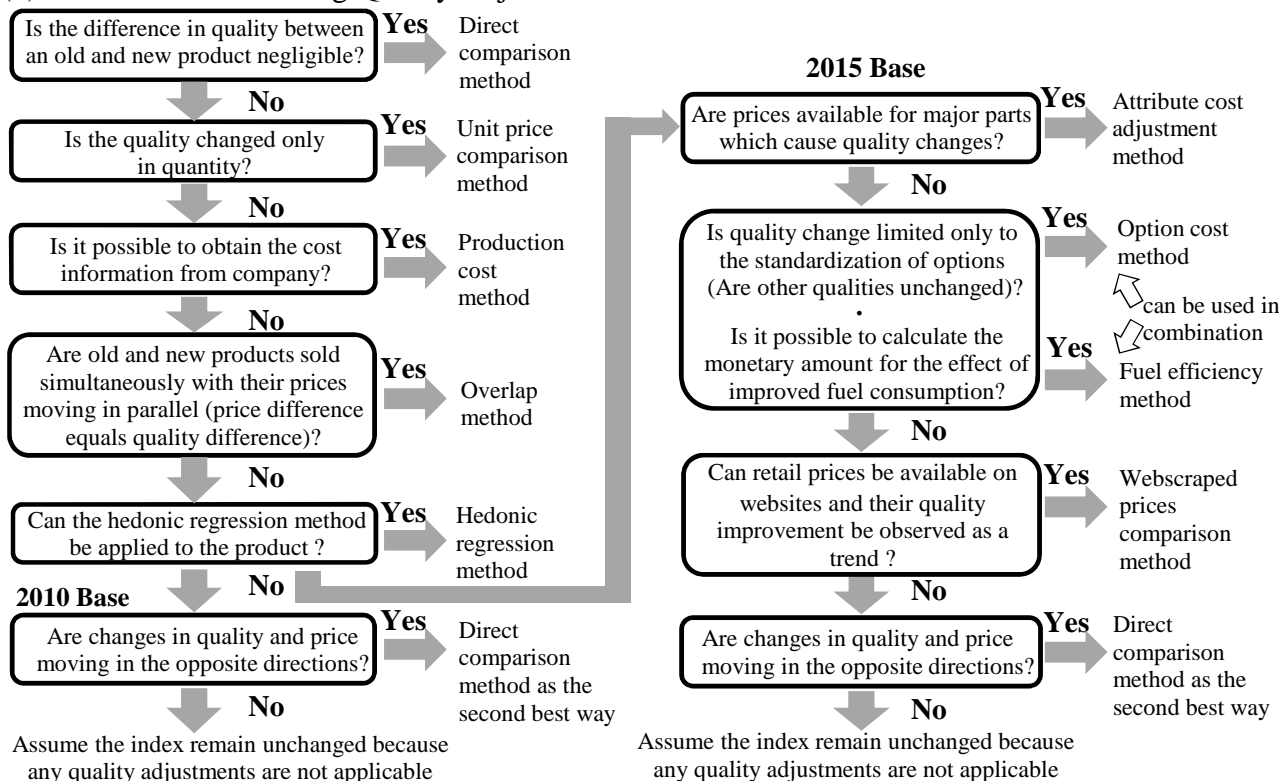 Is the difference in quality between
an old and new product negligible?
Yes
Direct
comparison
method
No
Is the quality changed only
in quantity?
Yes
Unit price
comparison
method
No
Is it possible to obtain the cost
information from company?
Yes
Production
cost
method
No
Are old and new products sold
simultaneously with their prices
moving in parallel (price difference
equals quality difference)?
Yes
Overlap
method
No
Can the hedonic regression method
be applied to the product ?
Yes
Hedonic
regression
method
No
2010 Base
Are changes in quality and price
moving in the opposite directions?
Yes
Direct
comparison
method as the
second best way
No
Assume the index remain unchanged because
any quality adjustments are not applicable
2015 Base
Are prices available for major parts
which cause quality changes?
Yes
Attribute cost
adjustment
method
No
Is quality change limited only to
the standardization of options
(Are other qualities unchanged)?
・
Is it possible to calculate the
monetary amount for the effect of
improved fuel consumption?
Yes
Option cost
method
can be used in
combination
Yes
Fuel efficiency
method
No
Can retail prices be available on
websites and their quality
improvement be observed as a
trend ?
Yes
Webscraped
prices
comparison
method
No
Are changes in quality and price
moving in the opposite directions?
Yes
Direct
comparison
method as the
second best way
No
Assume the index remain unchanged because
any quality adjustments are not applicable